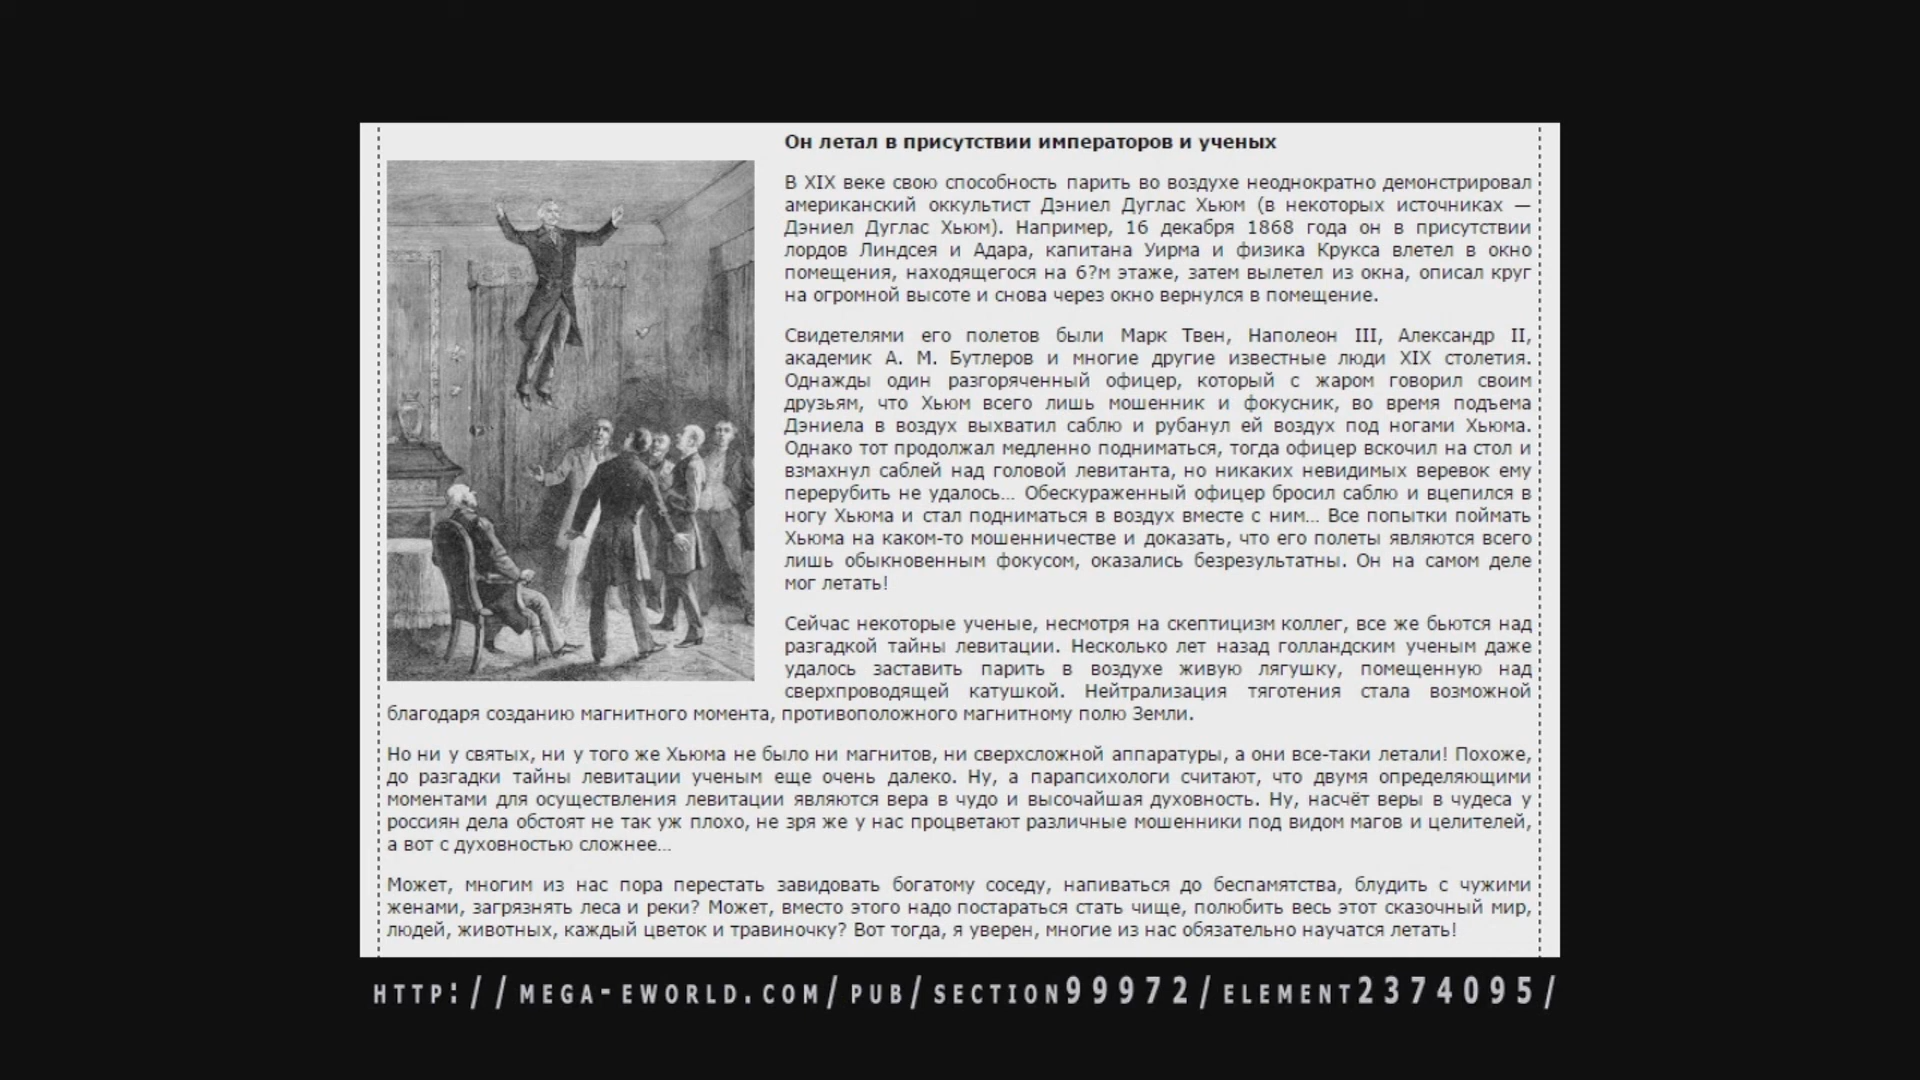 Он летал в присутствии императоров и ученых
В XIX веке свою способность парить во воздухе неоднократно демонстрировал
американский оккультист Дэниел Дуглас Хьюм (в некоторых источниках —
Дэниел Дуглас Хьюм). Например, 16 декабря 1868 года он в присутствии
лордов Линдсея и Адара, капитана Уирма и физика Крукса влетел в окно
помещения, находящегося на 6?м этаже, затем вылетел из окна, описал круг
на огромной высоте и снова через окно вернулся в помещение.
Свидетелями его полетов были Марк Твен, Наполеон III, Александр II,
академик А. М. Бутлеров и многие другие известные люди XIX столетия.
Однажды один разгоряченный офицер, который с жаром говорил своим
друзьям, что Хьюм всего лишь мошенник и фокусник, во время подъема
Дэниела в воздух выхватил саблю и рубанул ей воздух под ногами Хьюма.
Однако тот продолжал медленно подниматься, тогда офицер вскочил на стол и
взмахнул саблей над головой левитанта, но никаких невидимых веревок ему
перерубить не удалось... Обескураженный офицер бросил саблю и вцепился в
ногу Хьюма и стал подниматься в воздух вместе с ним... Все попытки поймать
Хьюма на каком-то мошенничестве и доказать, что его полеты являются всего
лишь обыкновенным фокусом, оказались безрезультатны. Он на самом деле
мог летать!
Сейчас некоторые ученые, несмотря на скептицизм коллег, все же бьются над
разгадкой тайны левитации. Несколько лет назад голландским ученым даже
удалось заставить парить в воздухе живую лягушку, помещенную над
сверхпроводящей катушкой. Нейтрализация тяготения стала возможной
благодаря созданию магнитного момента, противоположного магнитному полю Земли.
Но ни у святых, ни у того же Хьюма не было ни магнитов, ни сверхсложной аппаратуры, а они все-таки летали! Похоже,
до разгадки тайны левитации ученым еще очень далеко. Ну, а парапсихологи считают, что двумя определяющими
моментами для осуществления левитации являются вера в чудо и высочайшая духовность. Ну, насчёт веры в чудеса у
россиян дела обстоят не так уж плохо, не зря же у нас процветают различные мошенники под видом магов и целителей,
а вот с духовностью сложнее...
Может, многим из нас пора перестать завидовать богатому соседу, напиваться до беспамятства, блудить с чужими
женами, загрязнять леса и реки? Может, вместо этого надо постараться стать чище, полюбить весь этот сказочный мир,
людей, животных, каждый цветок и травиночку? Вот тогда, я уверен, многие из нас обязательно научатся летать!
HTTP://MEGA-EWORLD.COM/PUB/SECTION99972/ELEMENT2374095/